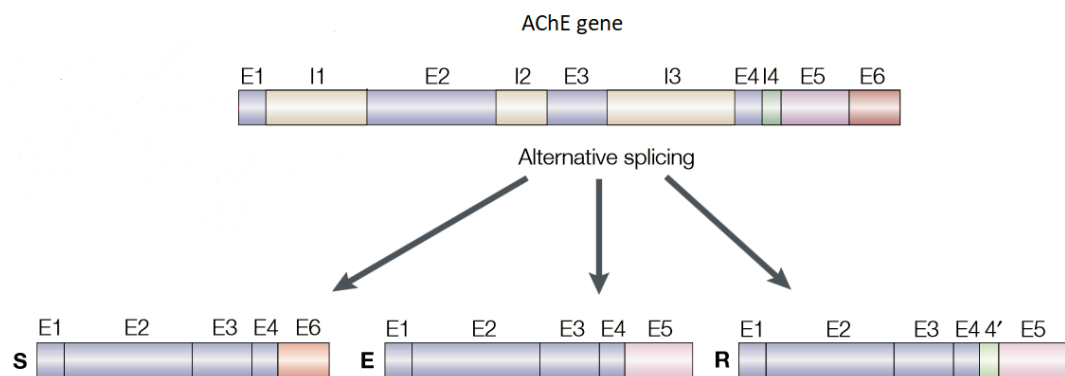 AChE gene
E1 I1 E2 I2 E3 I3 E4 I4 E5 E6
Alternative splicing
E1 E2 E3 E4 E6
S
E1 E2 E3 E4 E5
E
E1 E2 E3 E4 4′ E5
R